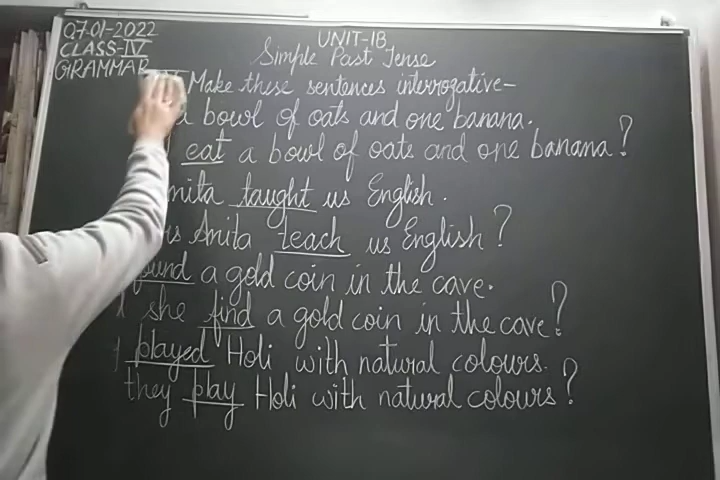 07.01-2022
CLASS-IV
GRAMMAR
UNIT-1B
Simple Past Tense
Make these sentences interrogative-
a bowl of oats and one banana.
eat a bowl of oats and one banana?
taught us English.
Anita teach us English?
a gold coin in the cave.
she find a gold coin in the cave?
played Holi with natural colours.
they play Holi with natural colours?